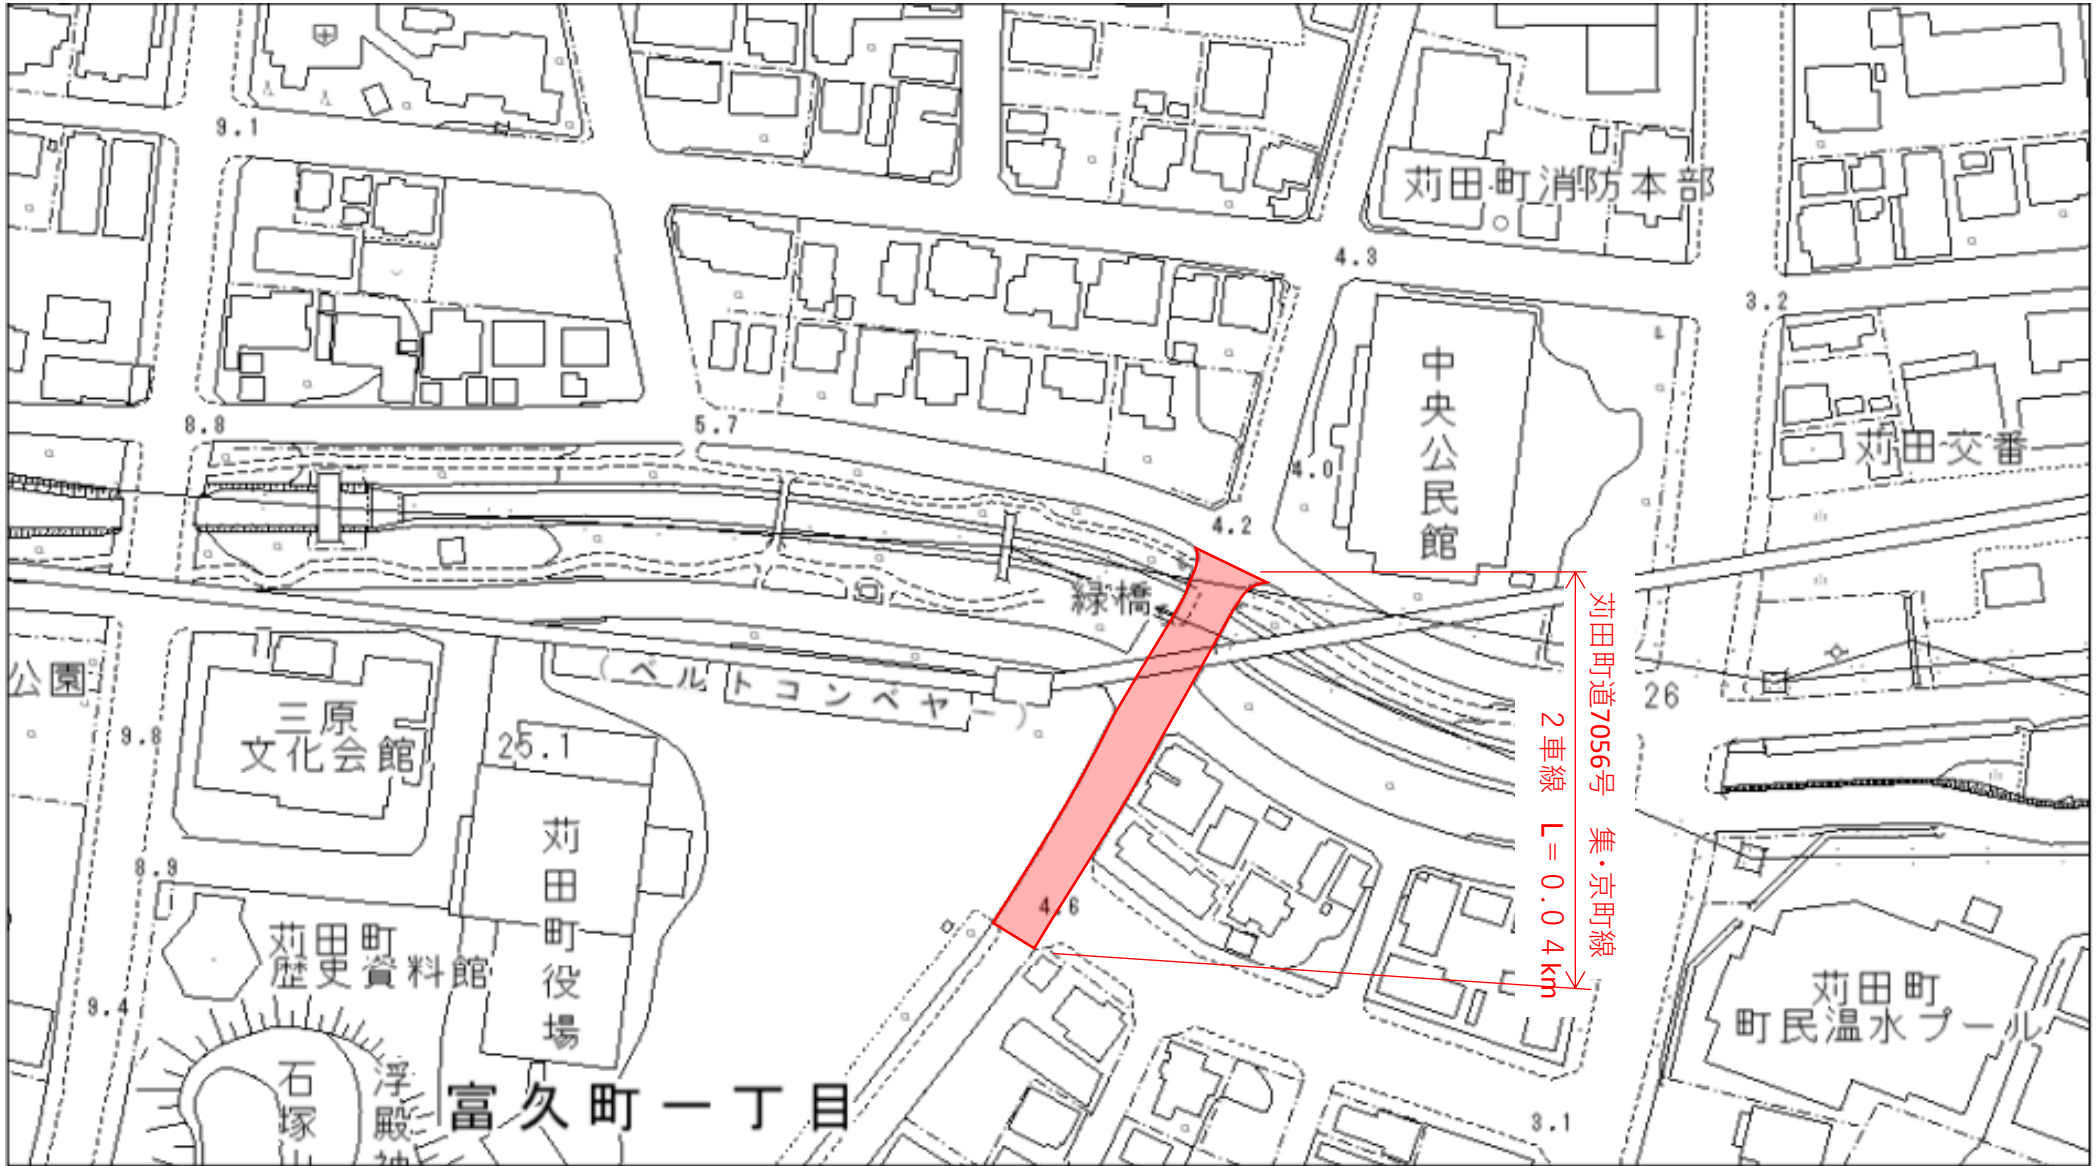 9.1
苅田町消防本部
4.3
3.2
中央公民館
8.8
5.7
苅田交番
4.0
4.2
緑橋
苅田町道7056号 集・京町線
2車線 L=0.04km
公園
(ベルトコンベヤー)
26
三原
文化会館
9.8
25.1
8.9
苅田町役場
4.6
苅田町
歴史資料館
苅田町
町民温水プール
9.4
石塚山
浮殿神
富久町一丁目
3.1